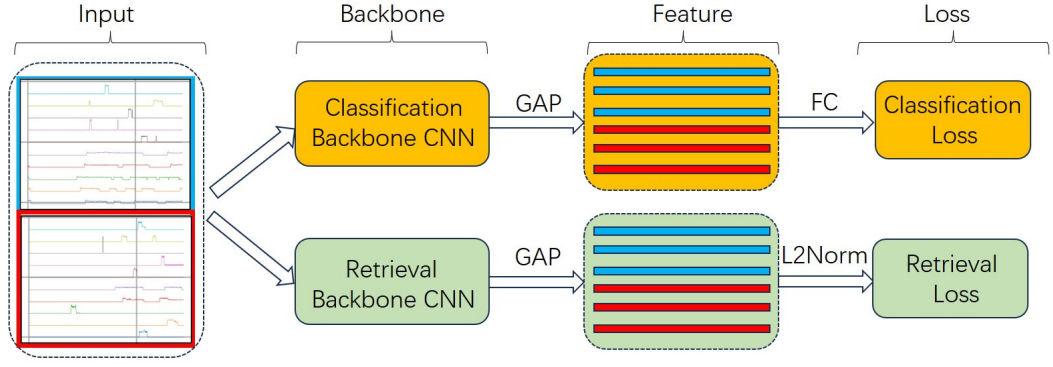 Input
Backbone
Feature
Loss
Classification
Backbone CNN
GAP
FC
Classification
Loss
Retrieval
Backbone CNN
GAP
L2Norm
Retrieval
Loss